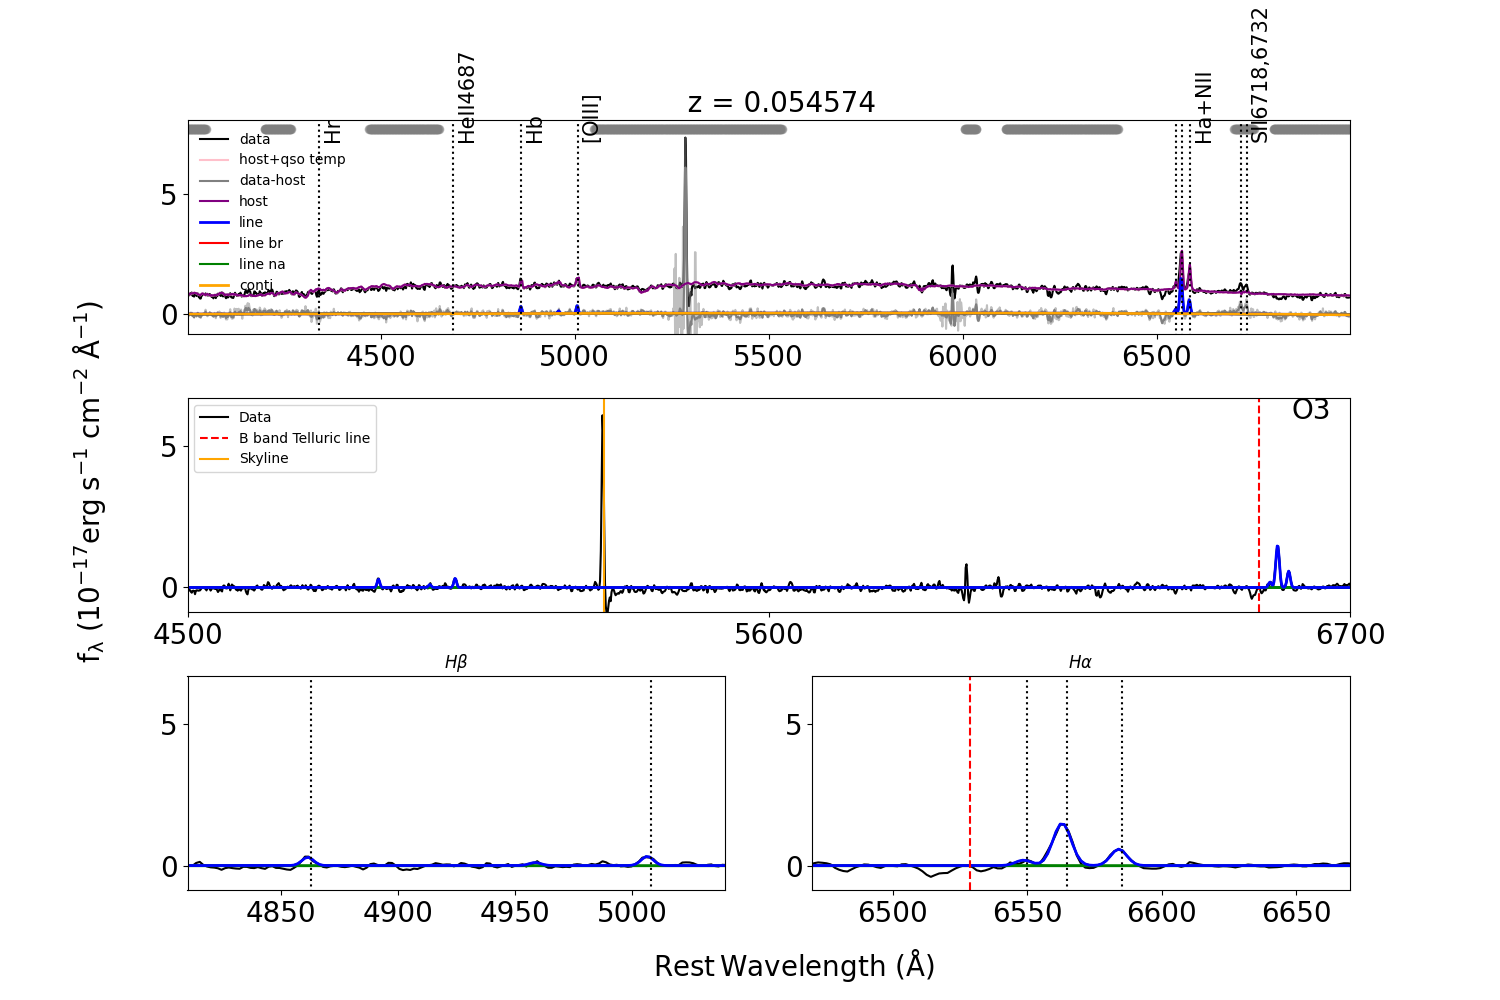 z = 0.054574
Hr
HeII4687
Hb
[OIII]
Ha+NII
SII6718,6732
data
host+qso temp
data-host
host
line
line br
line na
conti
5
0
4500 5000 5500 6000 6500
O3
Data
B band Telluric line
Skyline
5
0
4500 5600 6700
fλ (10−17erg s−1 cm−2 Å−1)
Hβ
5
0
4850 4900 4950 5000
Hα
5
0
6500 6550 6600 6650
Rest Wavelength (Å)